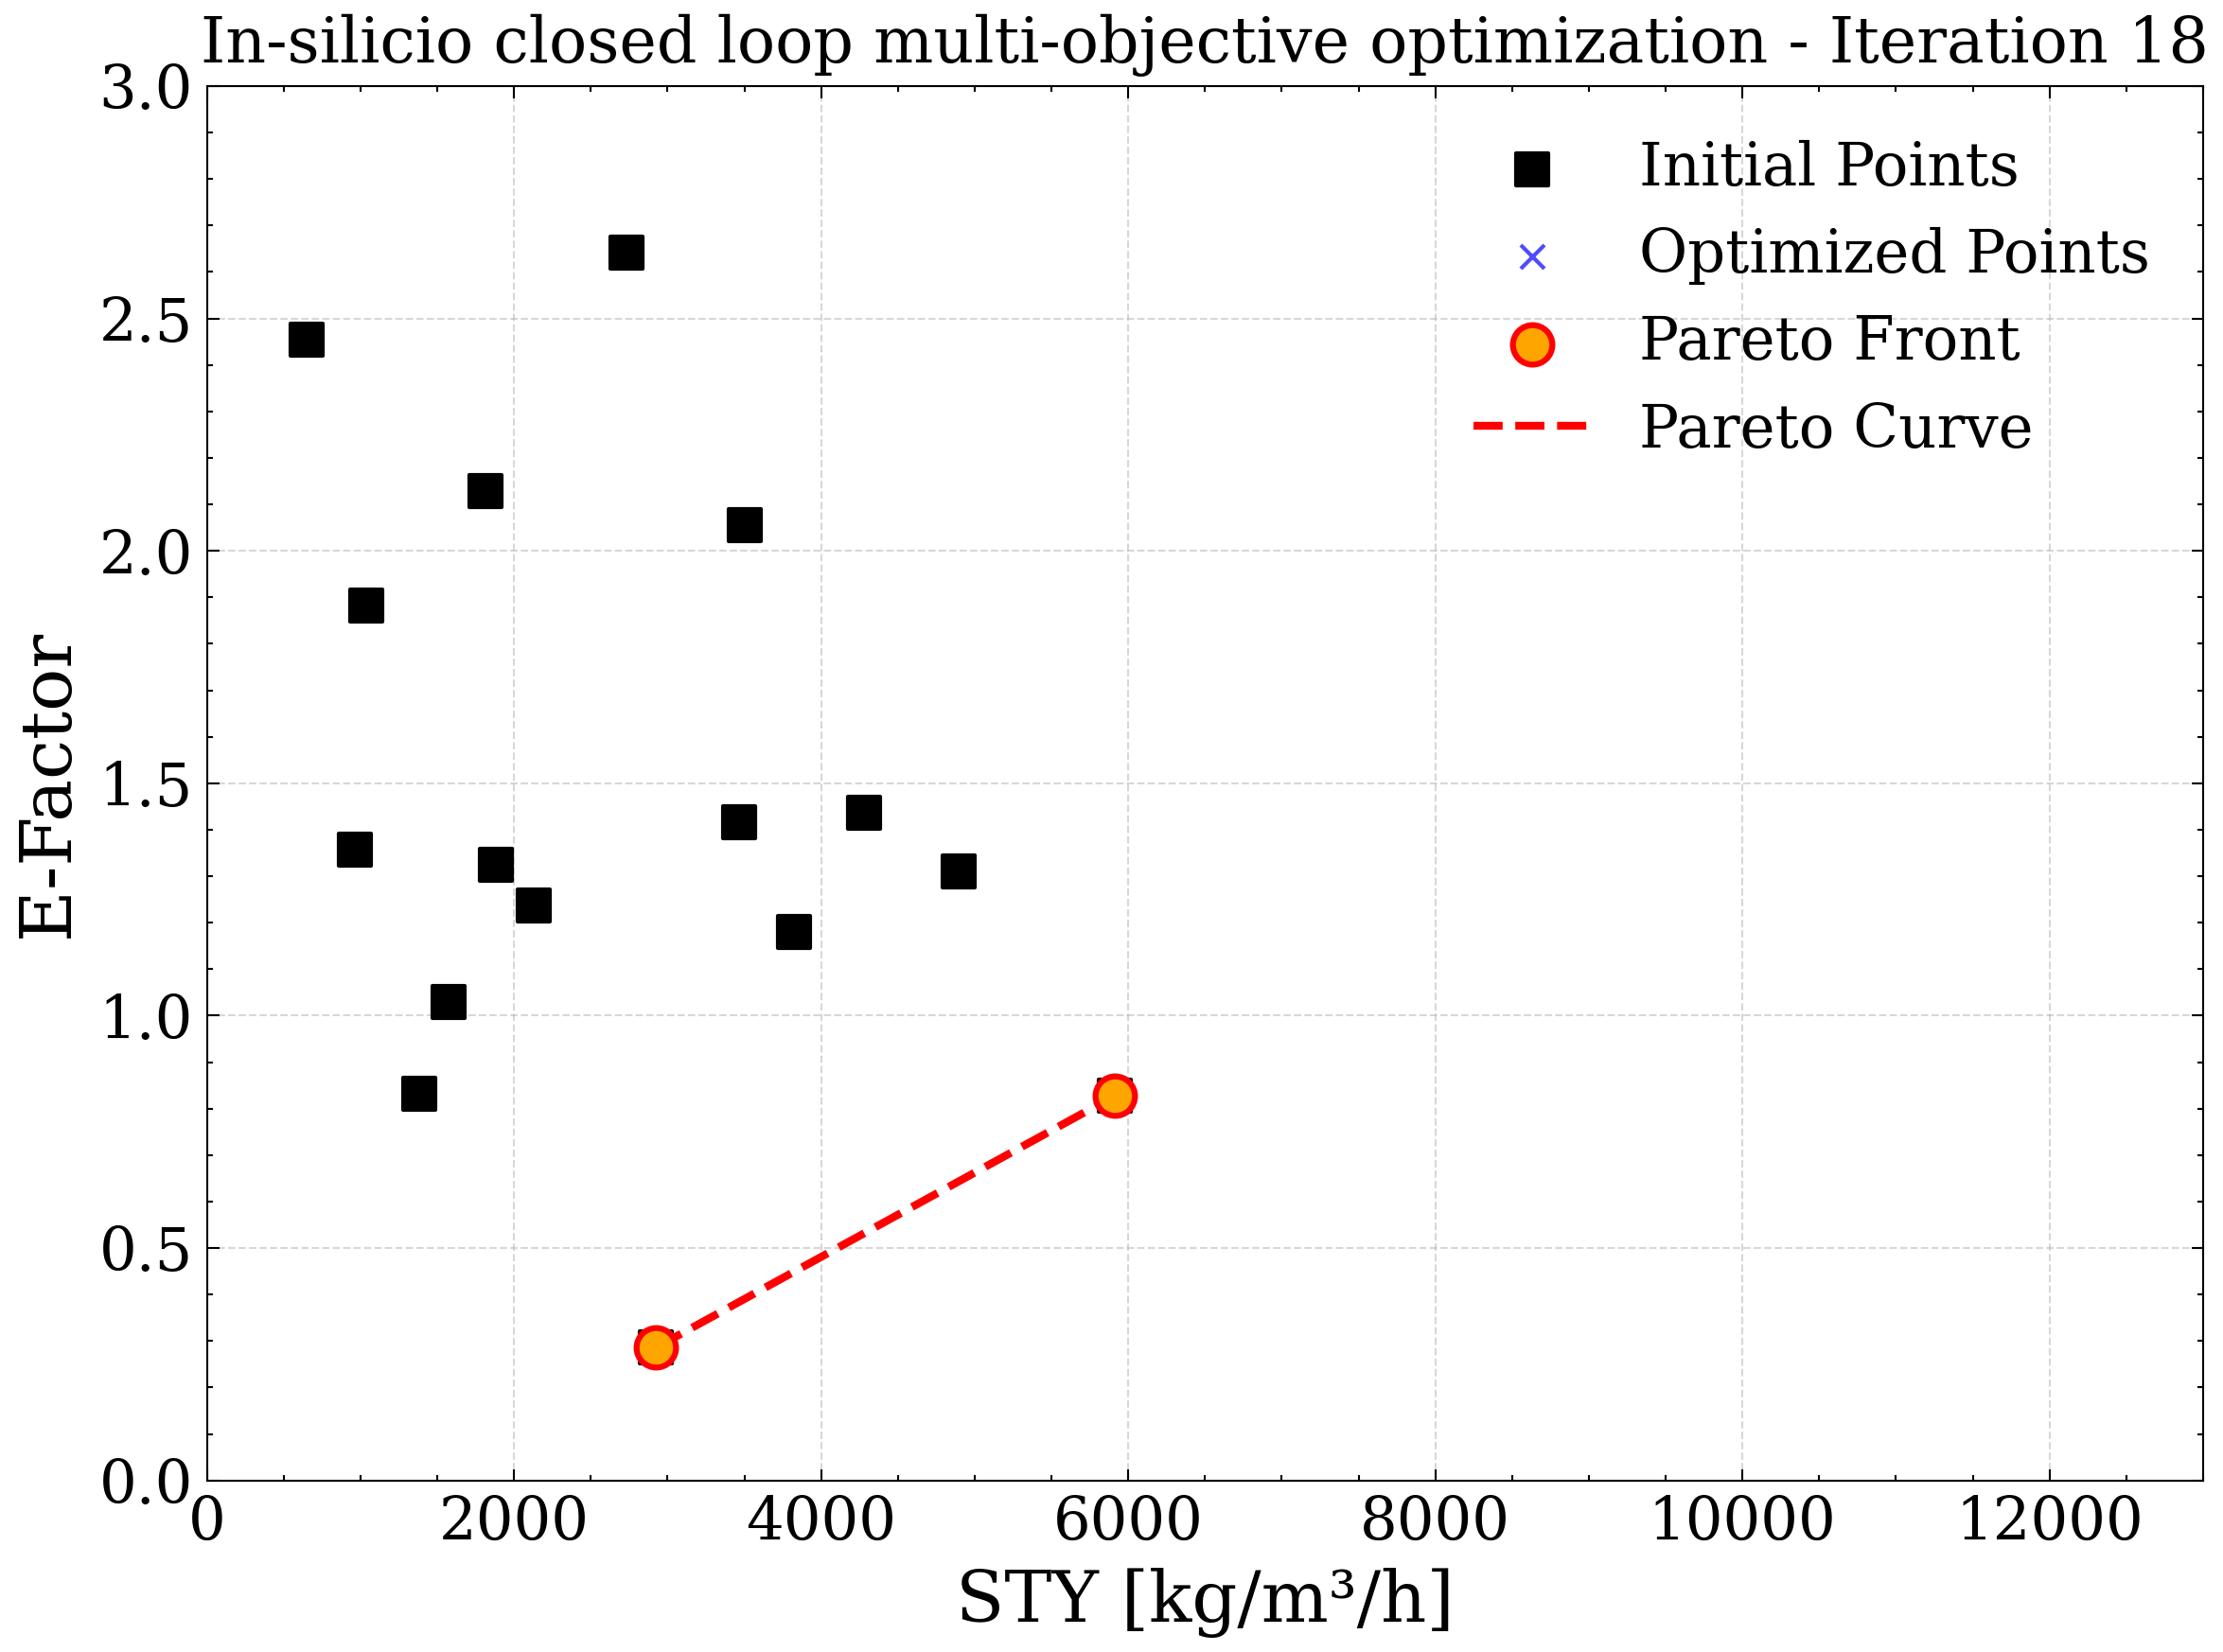 In-silicio closed loop multi-objective optimization - Iteration 18
3.0
2.5
2.0
1.5
1.0
0.5
0.0
E-Factor
Initial Points
Optimized Points
Pareto Front
Pareto Curve
0 2000 4000 6000 8000 10000 12000
STY [kg/m³/h]